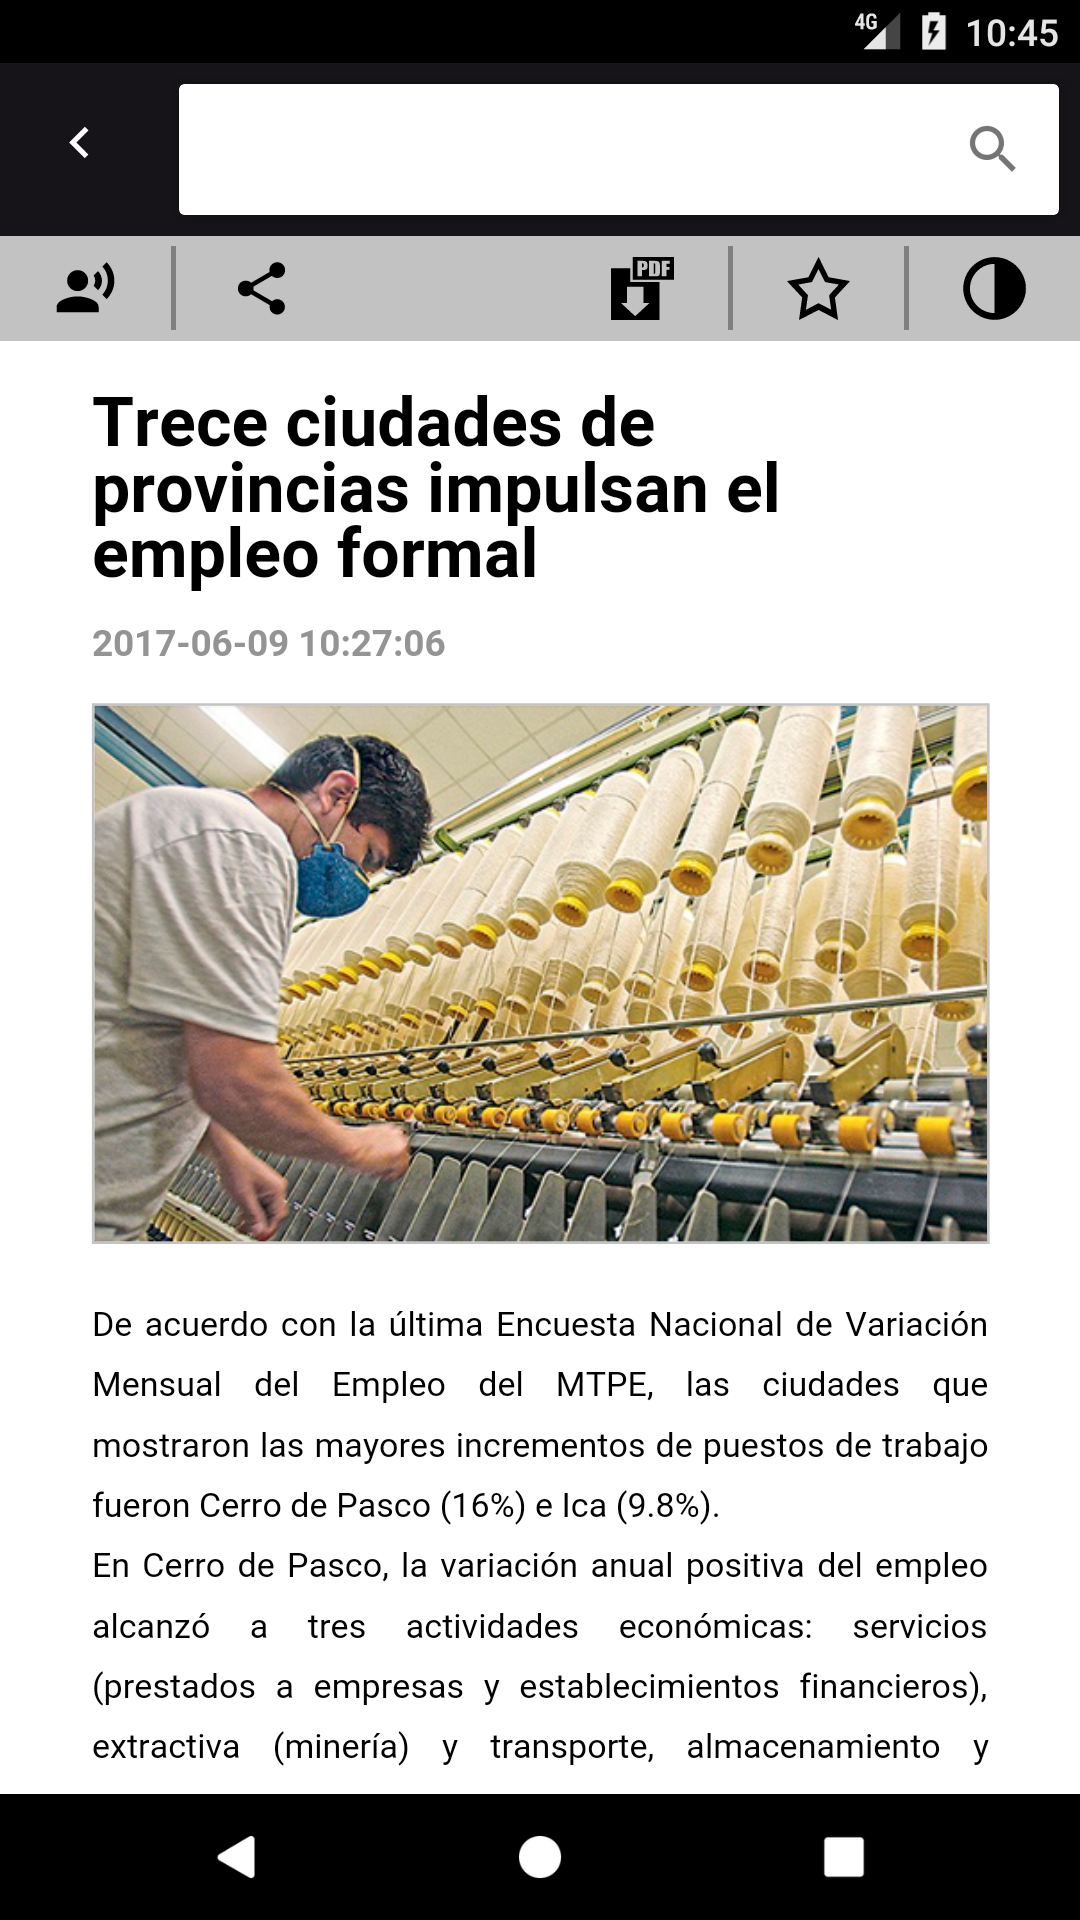 4G 10:45
PDF
Trece ciudades de
provincias impulsan el
empleo formal
2017-06-09 10:27:06
De acuerdo con la última Encuesta Nacional de Variación
Mensual del Empleo del MTPE, las ciudades que
mostraron las mayores incrementos de puestos de trabajo
fueron Cerro de Pasco (16%) e Ica (9.8%).
En Cerro de Pasco, la variación anual positiva del empleo
alcanzó a tres actividades económicas: servicios
(prestados a empresas y establecimientos financieros),
extractiva (minería) y transporte, almacenamiento y